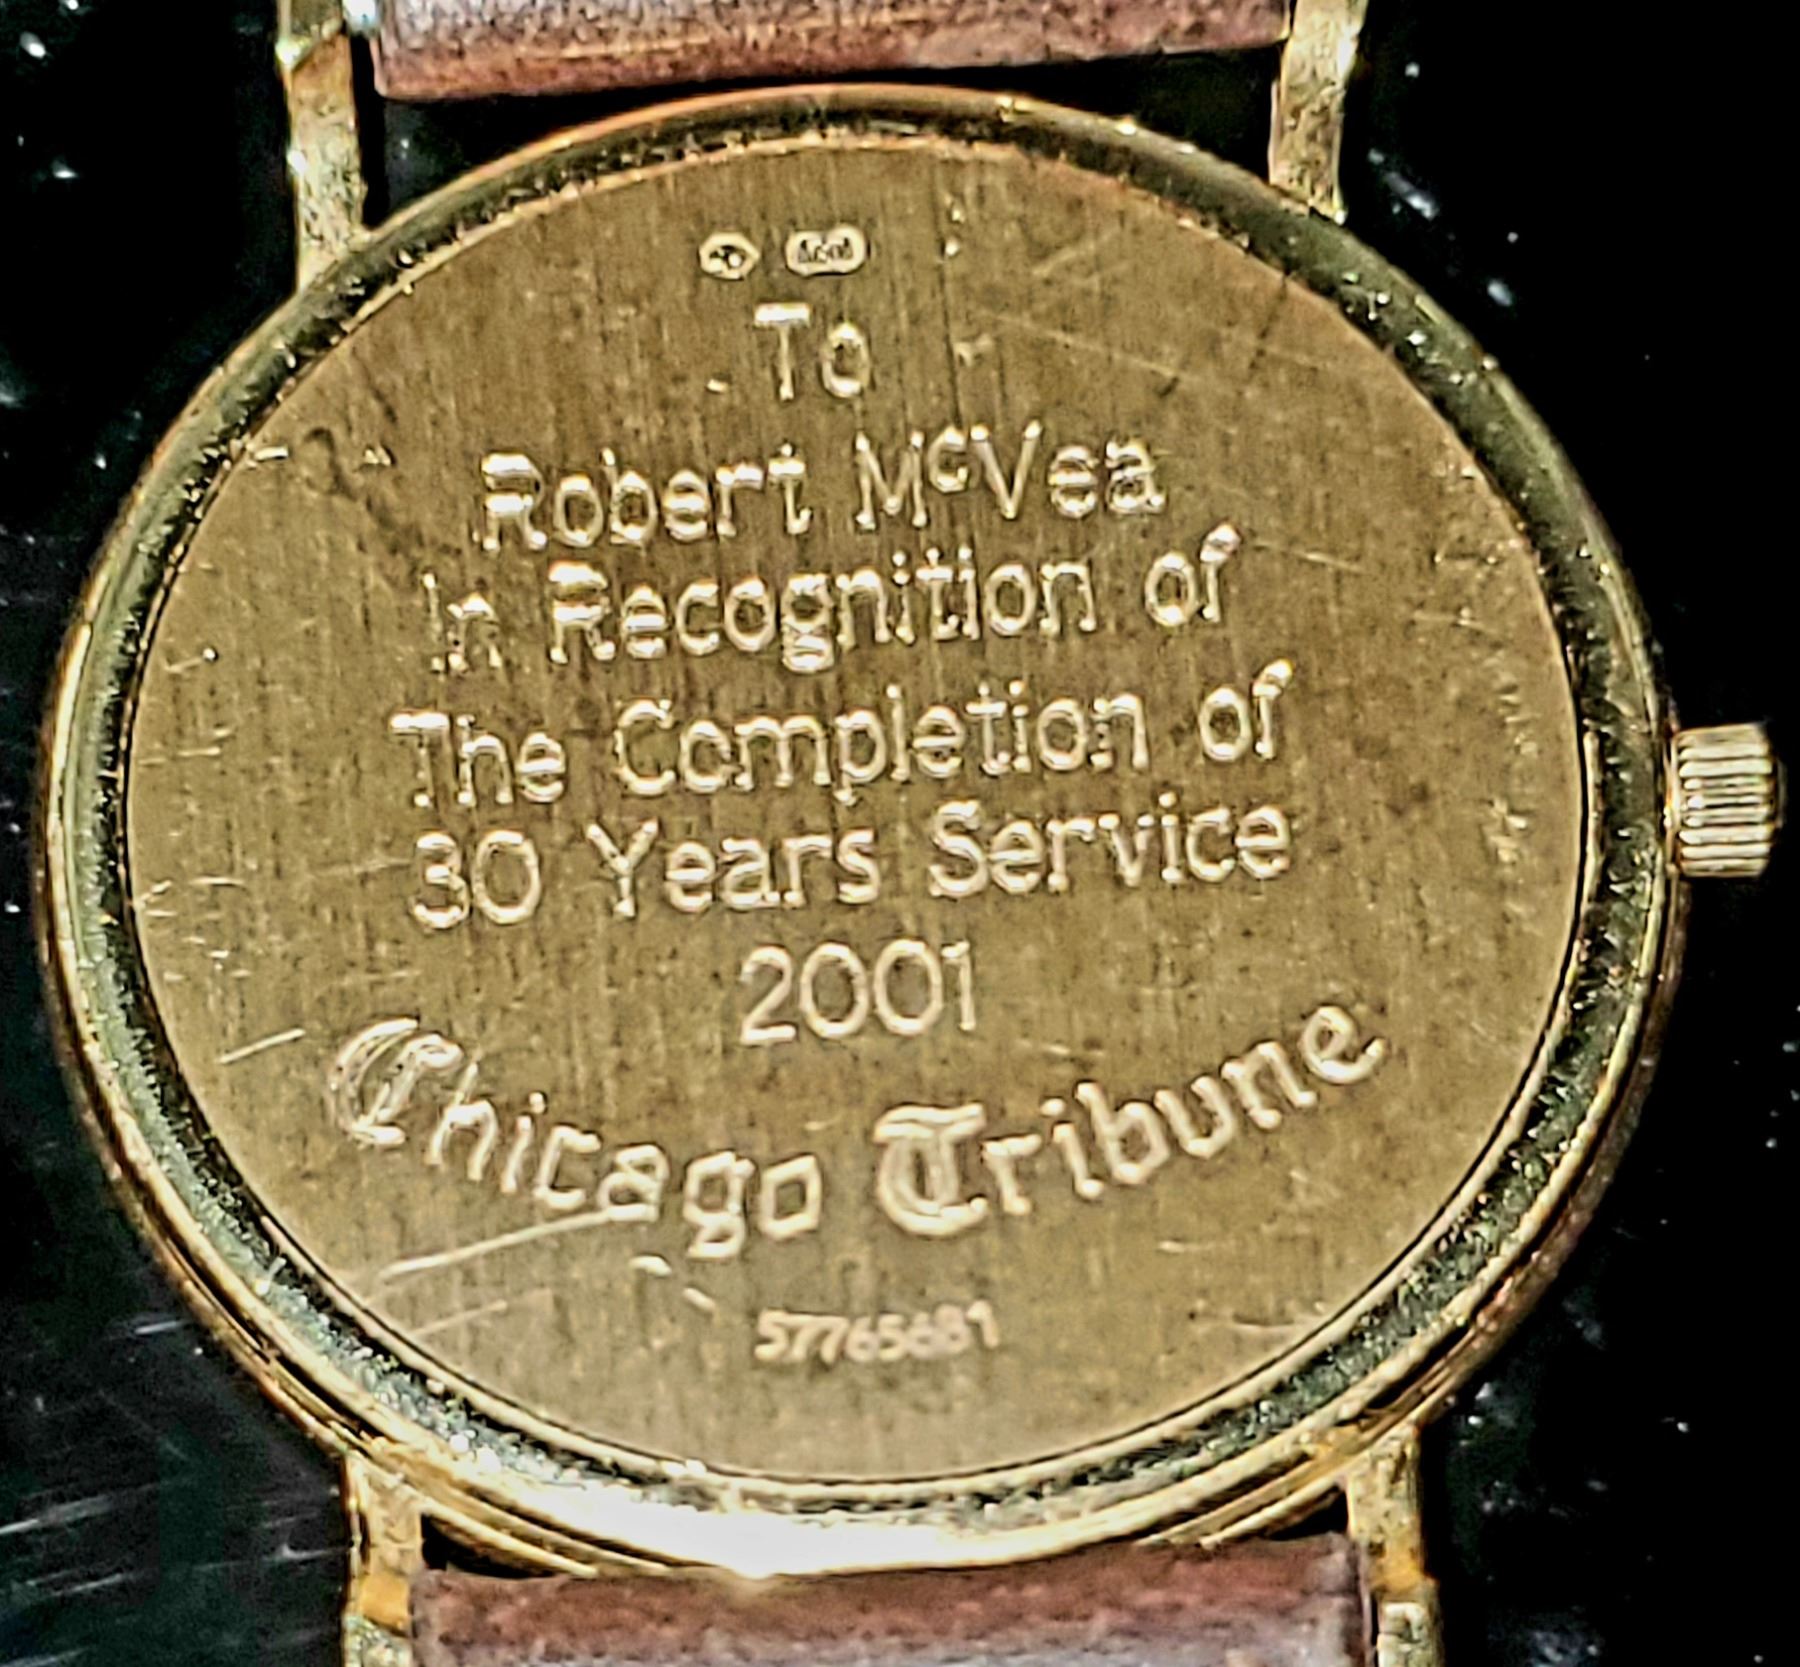 To
Robert McVea
In Recognition of
The Completion of
30 Years Service
2001
Chicago Tribune
57765681